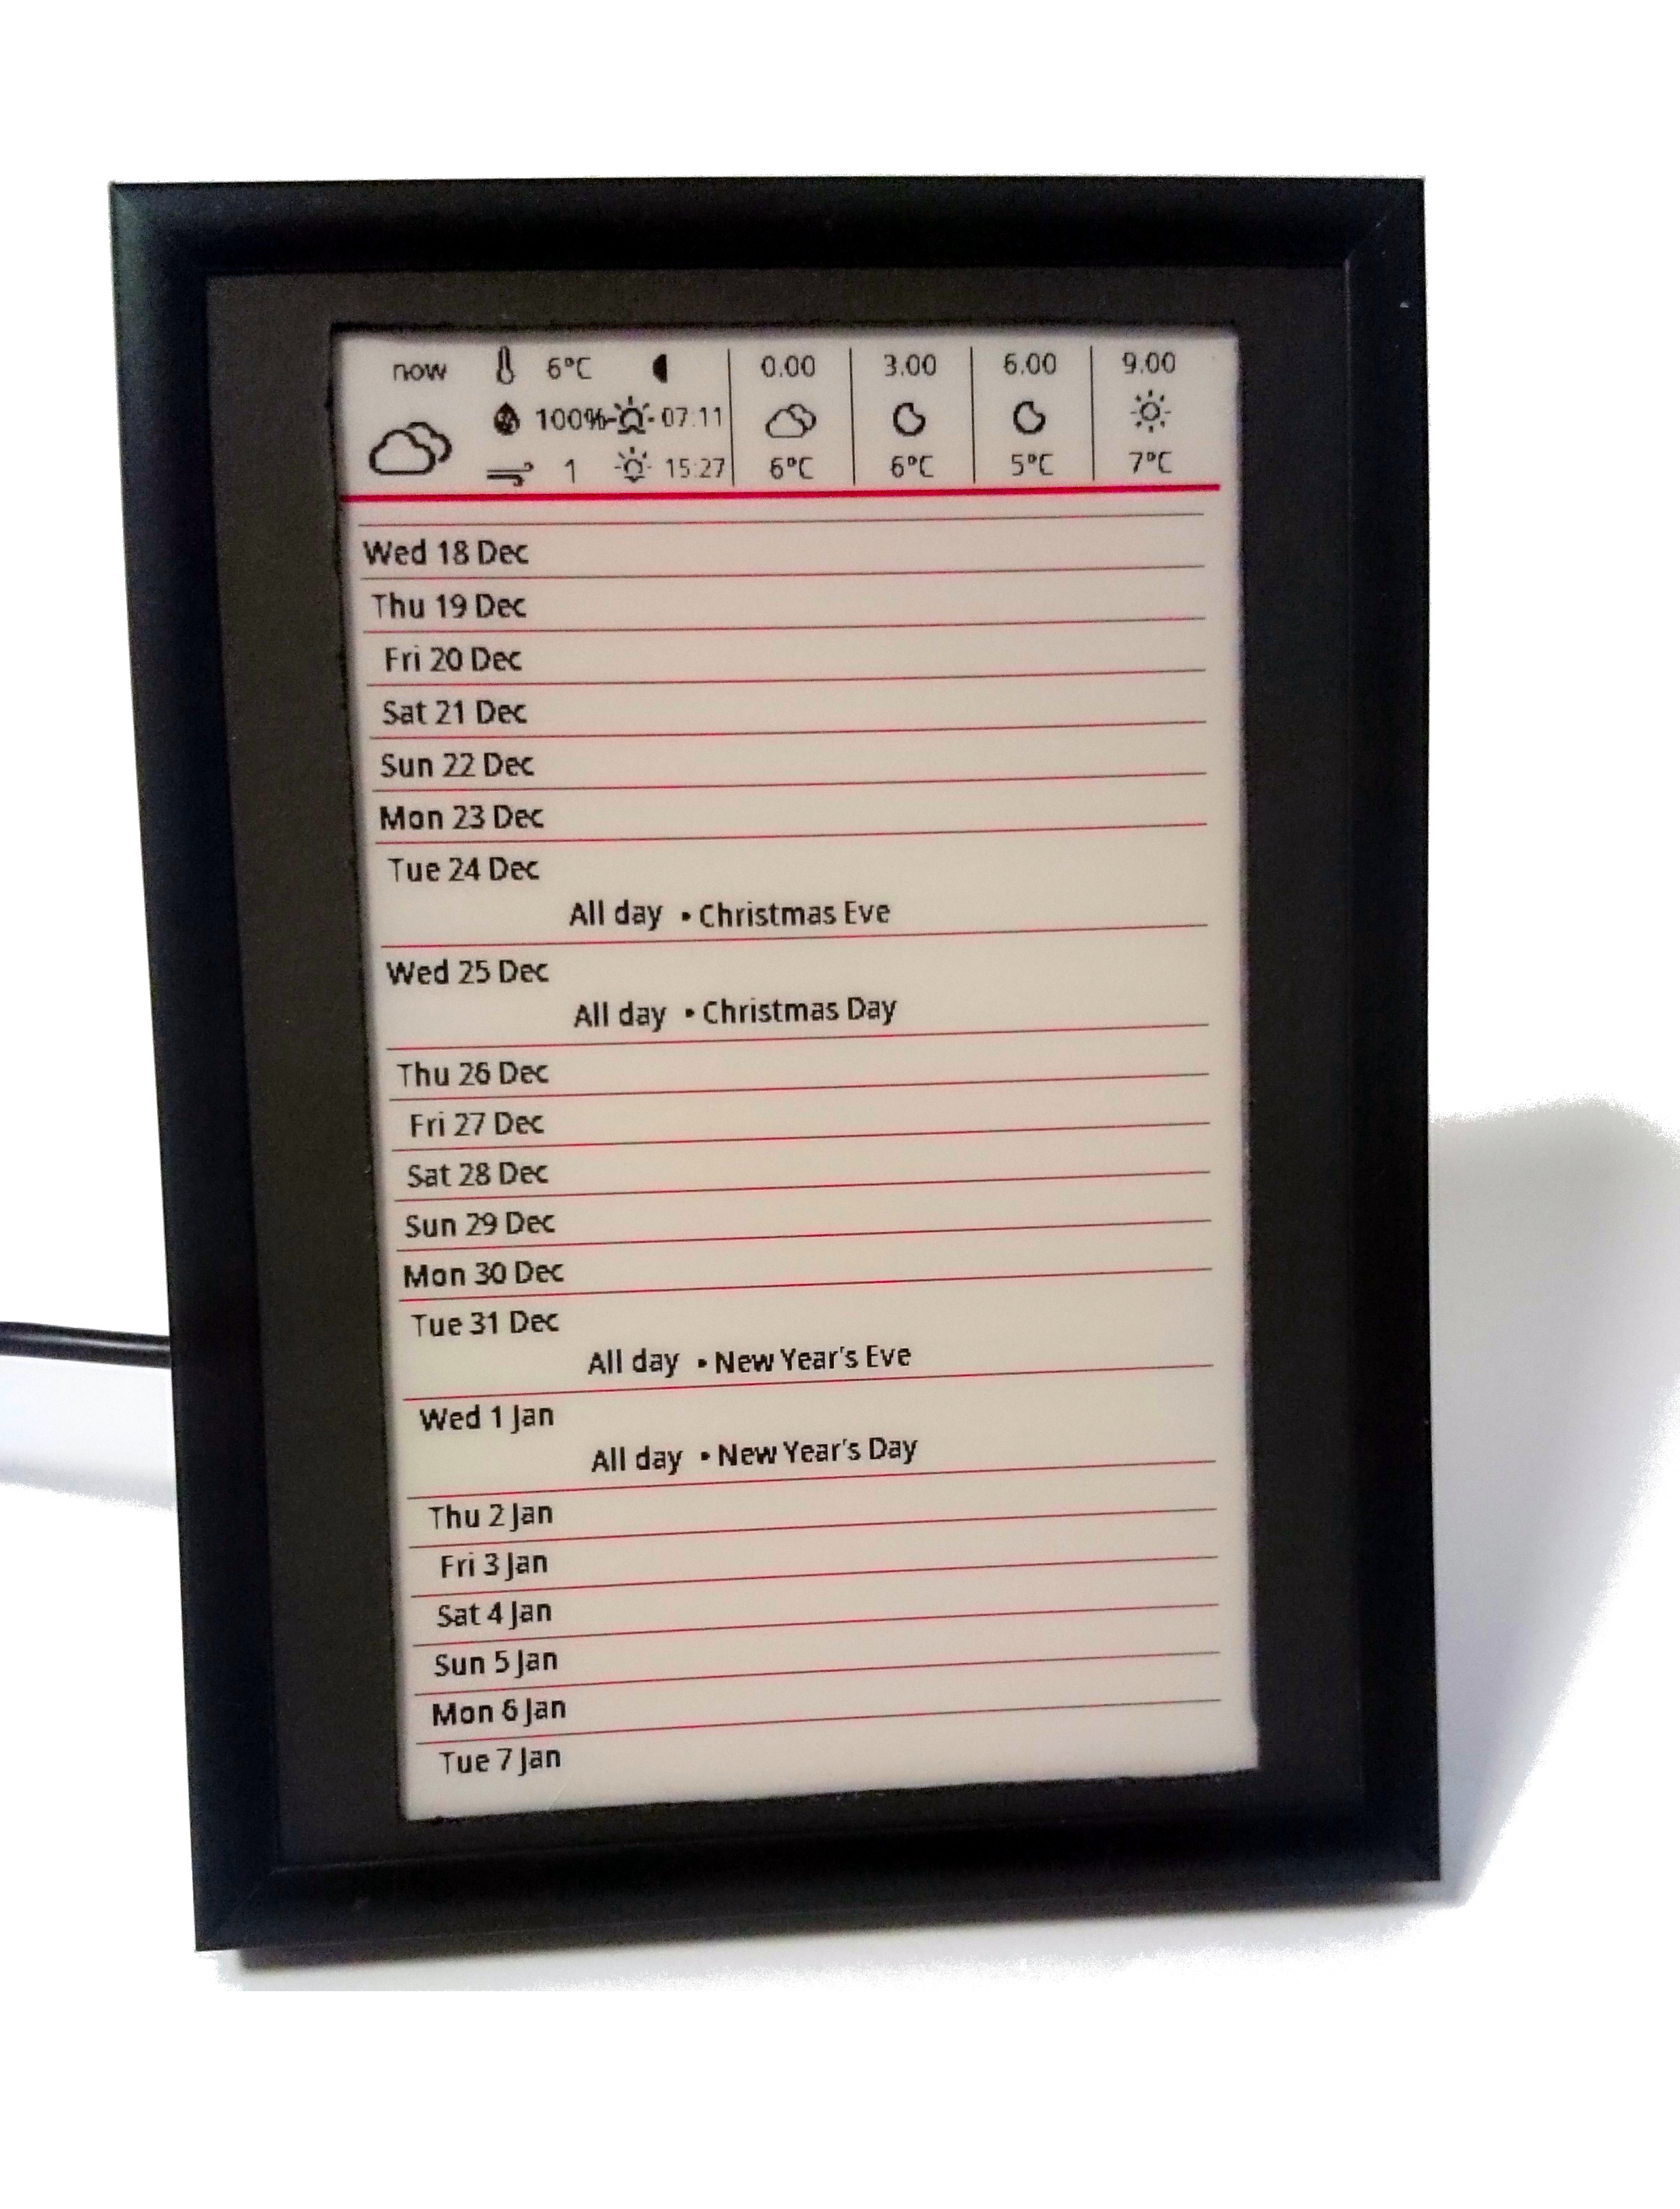 now 6°C 0.00 3.00 6.00 9.00
100% 07:11
1 15:27 6°C 6°C 5°C 7°C
Wed 18 Dec
Thu 19 Dec
Fri 20 Dec
Sat 21 Dec
Sun 22 Dec
Mon 23 Dec
Tue 24 Dec
All day • Christmas Eve
Wed 25 Dec
All day • Christmas Day
Thu 26 Dec
Fri 27 Dec
Sat 28 Dec
Sun 29 Dec
Mon 30 Dec
Tue 31 Dec
All day • New Year's Eve
Wed 1 Jan
All day • New Year's Day
Thu 2 Jan
Fri 3 Jan
Sat 4 Jan
Sun 5 Jan
Mon 6 Jan
Tue 7 Jan